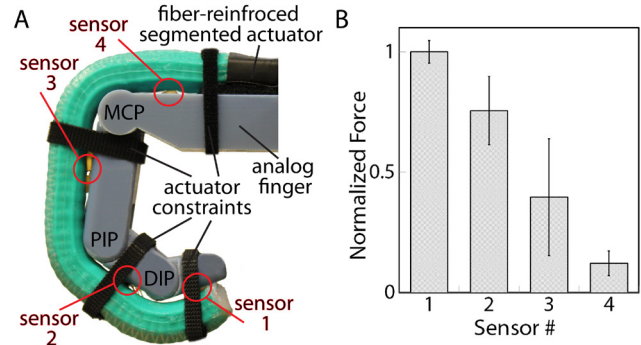 A
fiber-reinfroced
segmented actuator
sensor
4
sensor
3
MCP
analog
finger
actuator
constraints
PIP
DIP
sensor
2
sensor
1
B
Normalized Force
1
0.5
0
1 2 3 4
Sensor #